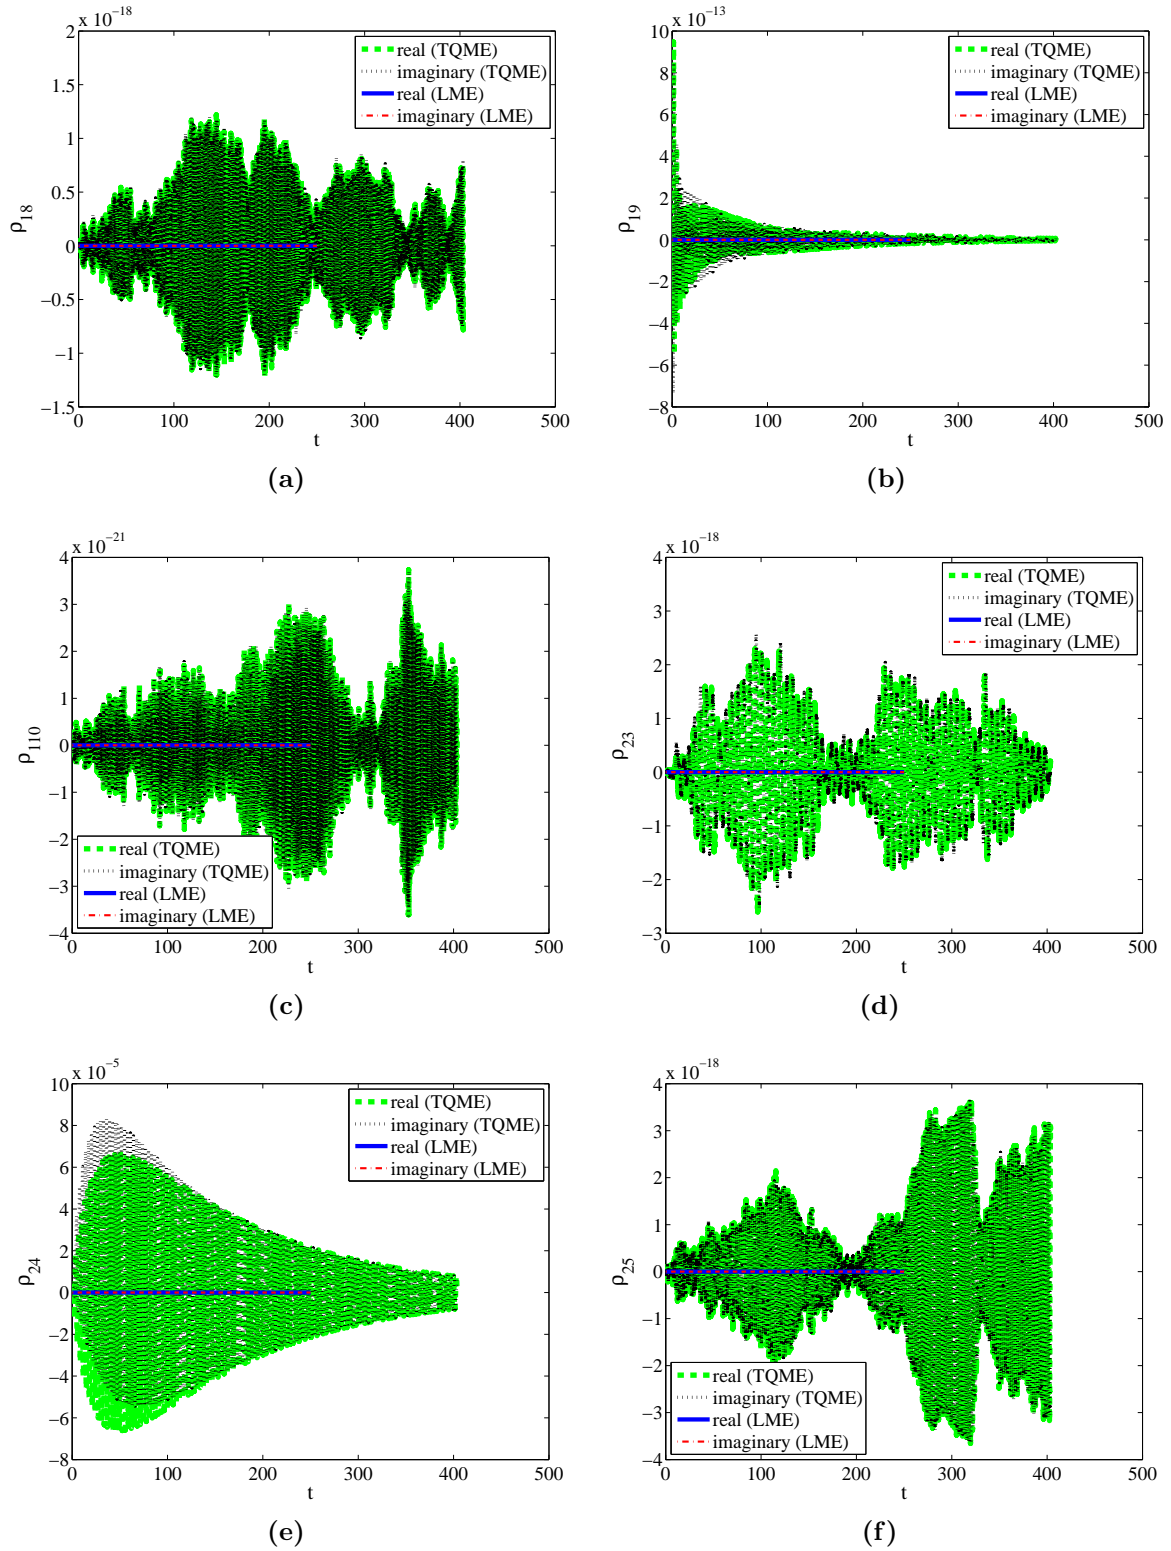 x 10⁻¹⁸
2
1.5
1
0.5
0
−0.5
−1
−1.5
0 100 200 300 400 500
t
ρ₁₈
real (TQME)
imaginary (TQME)
real (LME)
imaginary (LME)
(a)
x 10⁻¹³
10
8
6
4
2
0
−2
−4
−6
−8
0 100 200 300 400 500
t
ρ₁₉
real (TQME)
imaginary (TQME)
real (LME)
imaginary (LME)
(b)
x 10⁻²¹
4
3
2
1
0
−1
−2
−3
−4
0 100 200 300 400 500
t
ρ₁₁₀
real (TQME)
imaginary (TQME)
real (LME)
imaginary (LME)
(c)
x 10⁻¹⁸
4
3
2
1
0
−1
−2
−3
0 100 200 300 400 500
t
ρ₂₃
real (TQME)
imaginary (TQME)
real (LME)
imaginary (LME)
(d)
x 10⁻⁵
10
8
6
4
2
0
−2
−4
−6
−8
0 100 200 300 400 500
t
ρ₂₄
real (TQME)
imaginary (TQME)
real (LME)
imaginary (LME)
(e)
x 10⁻¹⁸
4
3
2
1
0
−1
−2
−3
−4
0 100 200 300 400 500
t
ρ₂₅
real (TQME)
imaginary (TQME)
real (LME)
imaginary (LME)
(f)